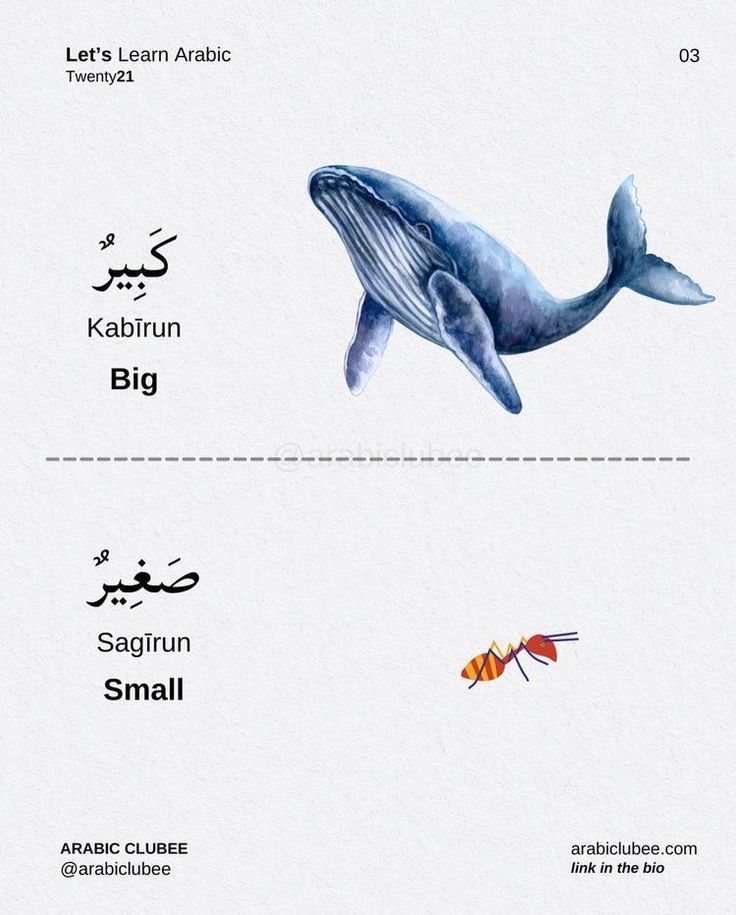 Let's Learn Arabic
Twenty21
03
كَبِيرٌ
Kabīrun
Big
@arabiclubee
صَغِيرٌ
Sagīrun
Small
ARABIC CLUBEE
@arabiclubee
arabiclubee.com
link in the bio